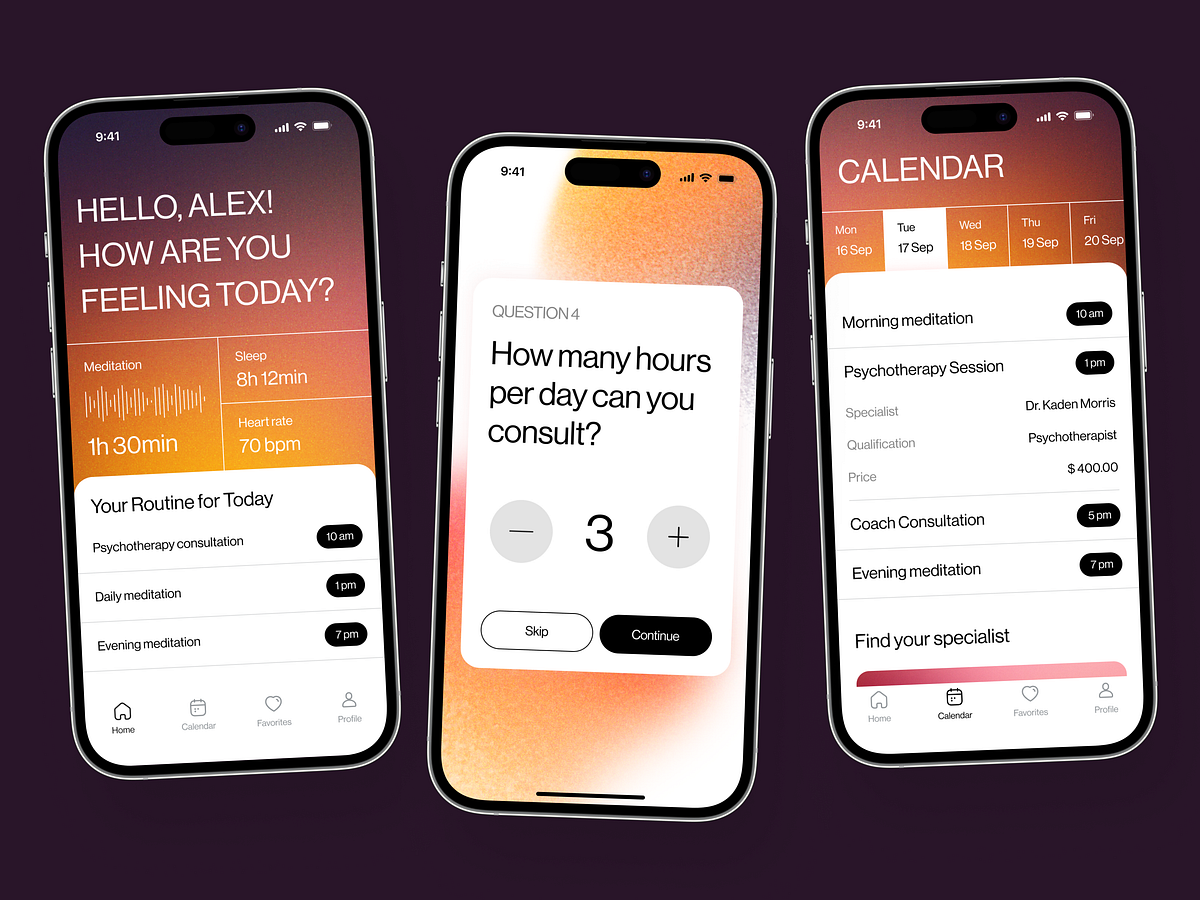 9:41
HELLO, ALEX!
HOW ARE YOU
FEELING TODAY?
Meditation
1h 30min
Sleep
8h 12min
Heart rate
70 bpm
Your Routine for Today
Psychotherapy consultation 10 am
Daily meditation 1 pm
Evening meditation 7 pm
Home Calendar Favorites Profile
9:41
QUESTION 4
How many hours
per day can you
consult?
3
Skip Continue
9:41
CALENDAR
Mon Tue Wed Thu Fri
16 Sep 17 Sep 18 Sep 19 Sep 20 Sep
Morning meditation 10 am
Psychotherapy Session 1 pm
Specialist Dr. Kaden Morris
Qualification Psychotherapist
Price $ 400.00
Coach Consultation 5 pm
Evening meditation 7 pm
Find your specialist
Home Calendar Favorites Profile